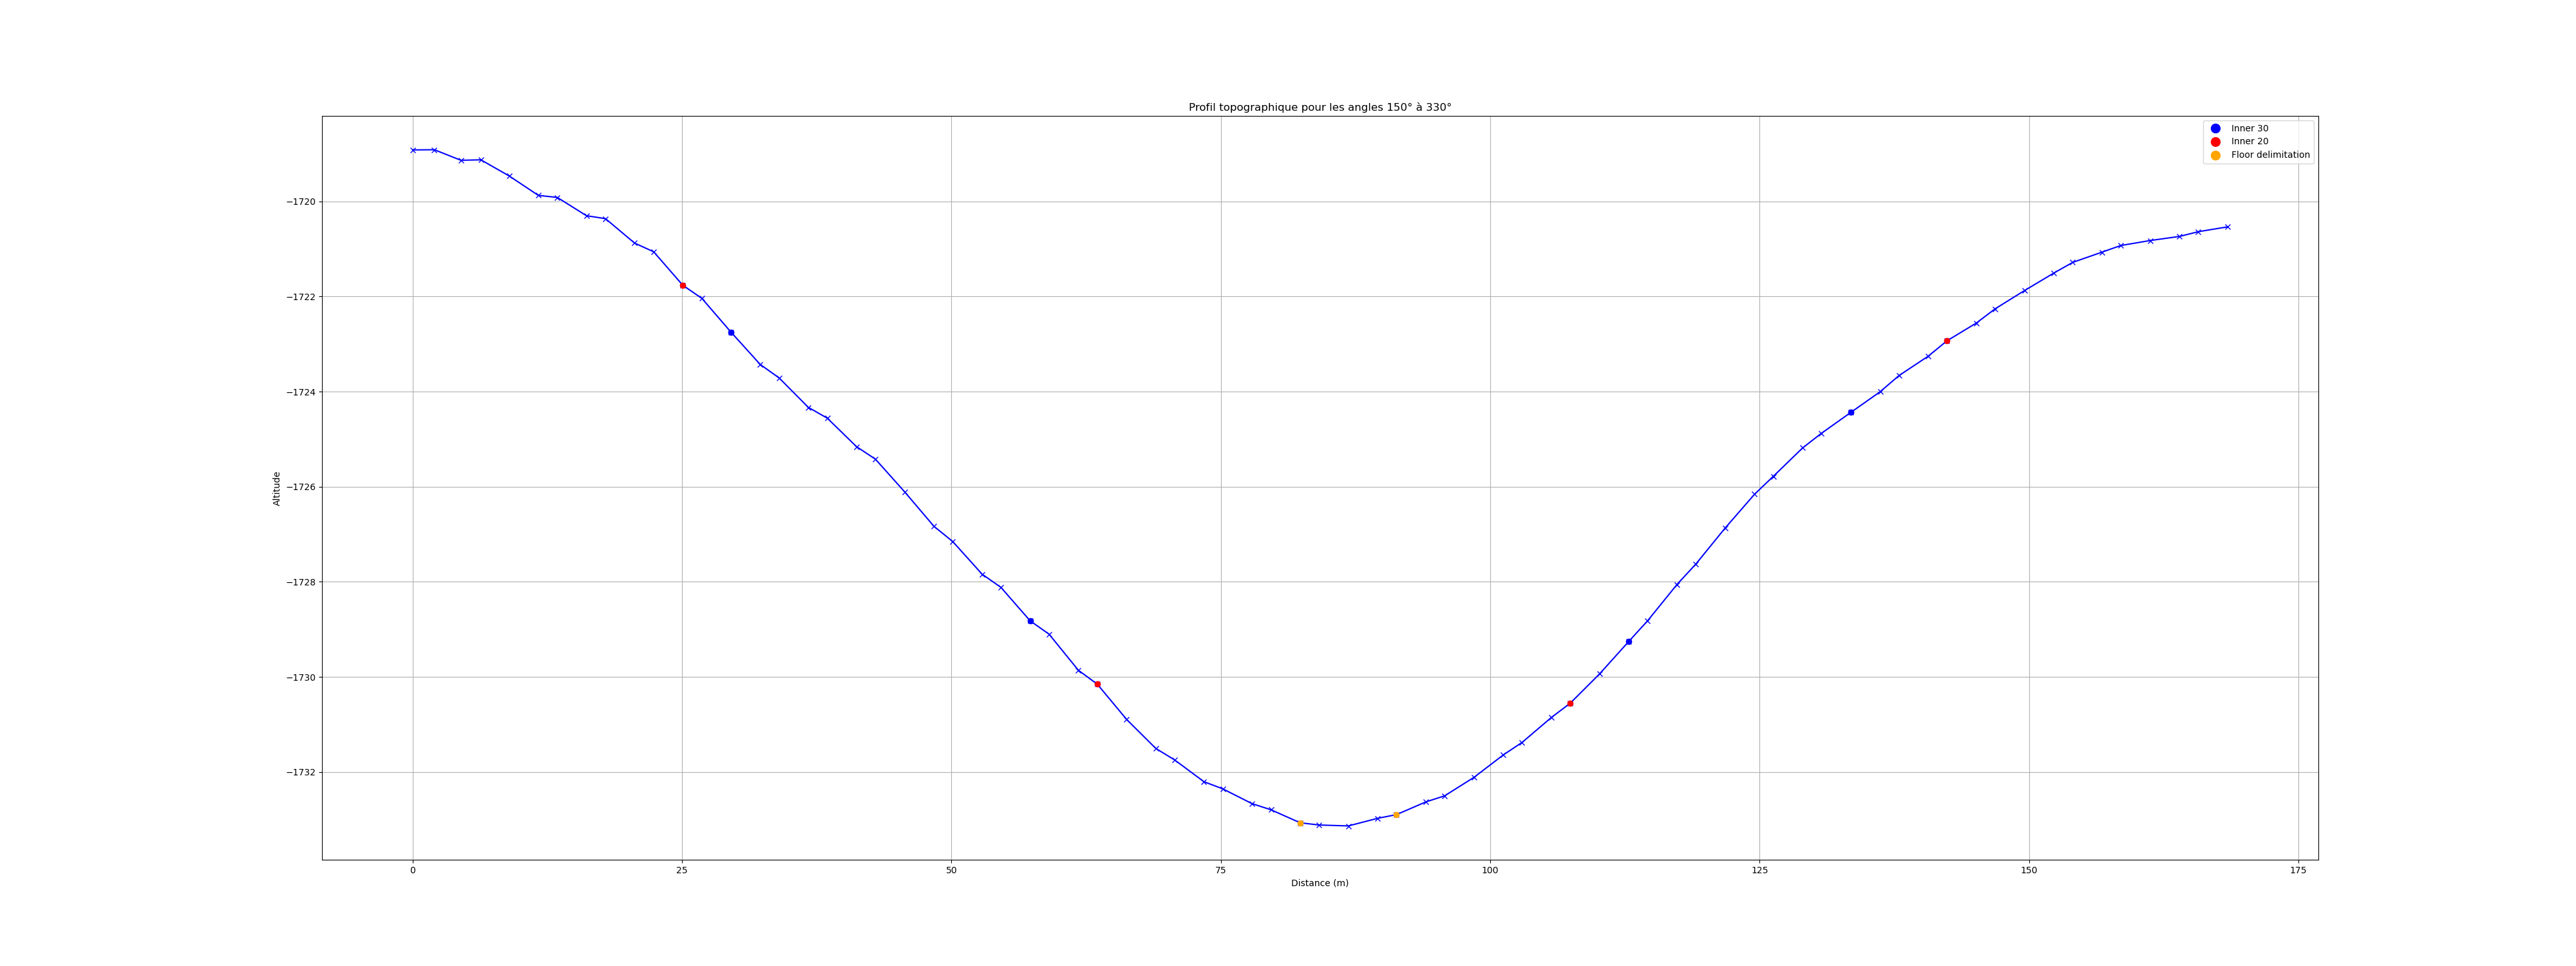 Profil topographique pour les angles 150° à 330°
Inner 30
Inner 20
Floor delimitation
−1720
−1722
−1724
−1726
−1728
−1730
−1732
Altitude
0 25 50 75 100 125 150 175
Distance (m)